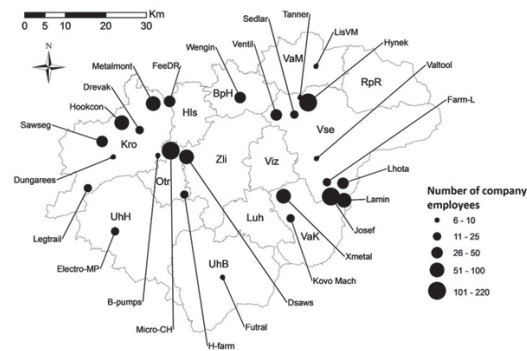 0 5 10 20 30
Km
N
Tanner
Sedlar
LisVM
Wengin
Ventil
VaM
Hynek
FeeDR
Metalmont
Valtool
Drevak
BpH
RpR
Farm-L
Hookcon
Hls
Vse
Sawseg
Kro
Zli
Viz
Lhota
Dungarees
Otr
Lamin
Legtrail
UhH
Luh
VaK
Josef
Electro-MP
UhB
Xmetal
B-pumps
Kovo Mach
Micro-CH
Futral
Dsaws
H-farm
Number of company
employees
6 - 10
11 - 25
26 - 50
51 - 100
101 - 220